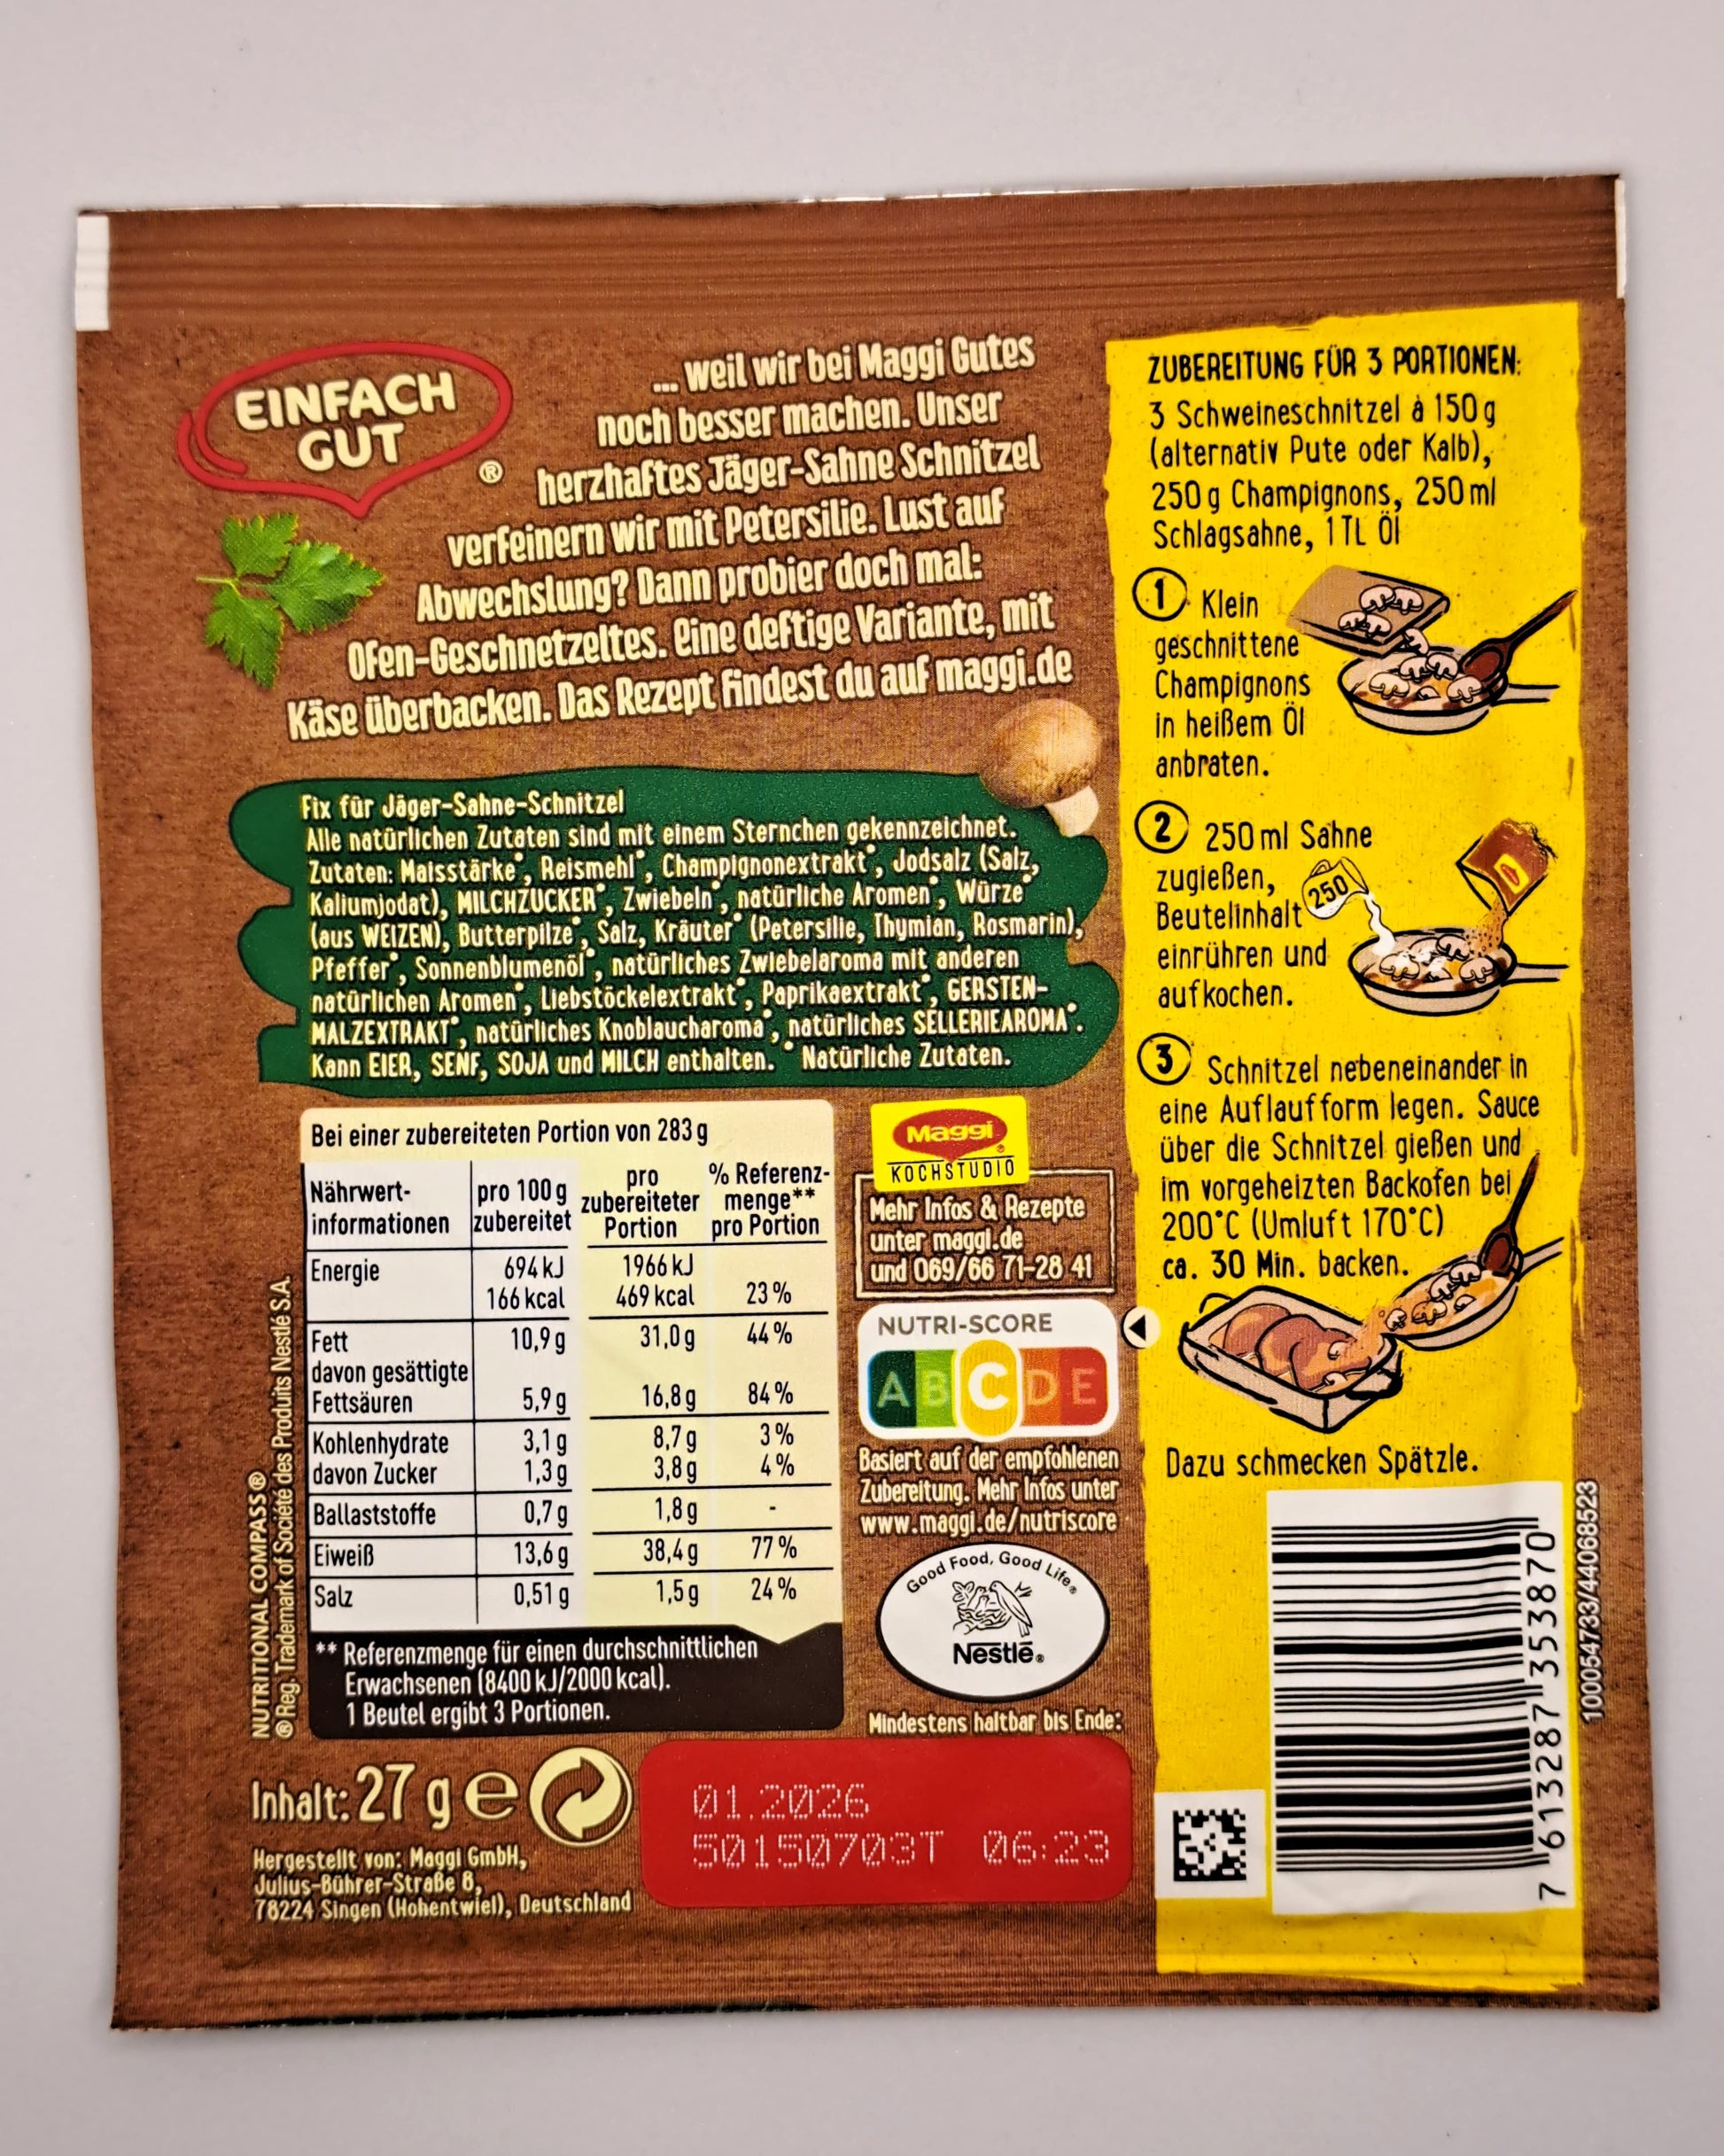 EINFACH
GUT
®
... weil wir bei Maggi Gutes
noch besser machen. Unser
herzhaftes Jäger-Sahne Schnitzel
verfeinern wir mit Petersilie. Lust auf
Abwechslung? Dann probier doch mal:
Ofen-Geschnetzeltes. Eine deftige Variante, mit
Käse überbacken. Das Rezept findest du auf maggi.de
Fix für Jäger-Sahne-Schnitzel
Alle natürlichen Zutaten sind mit einem Sternchen gekennzeichnet.
Zutaten: Maisstärke*, Reismehl*, Champignonextrakt*, Jodsalz (Salz,
Kaliumjodat), MILCHZUCKER*, Zwiebeln*, natürliche Aromen*, Würze*
(aus WEIZEN), Butterpilze*, Salz, Kräuter* (Petersilie, Thymian, Rosmarin),
Pfeffer*, Sonnenblumenöl*, natürliches Zwiebelaroma mit anderen
natürlichen Aromen*, Liebstöckelextrakt*, Paprikaextrakt*, GERSTEN-
MALZEXTRAKT*, natürliches Knoblaucharoma*, natürliches SELLERIEAROMA*.
Kann EIER, SENF, SOJA und MILCH enthalten. *Natürliche Zutaten.
Bei einer zubereiteten Portion von 283 g
Nährwert-
informationen
pro 100 g
zubereitet
pro
zubereiteter
Portion
% Referenz-
menge**
pro Portion
Energie 694 kJ 1966 kJ
166 kcal 469 kcal 23 %
Fett 10,9 g 31,0 g 44 %
davon gesättigte
Fettsäuren 5,9 g 16,8 g 84 %
Kohlenhydrate 3,1 g 8,7 g 3 %
davon Zucker 1,3 g 3,8 g 4 %
Ballaststoffe 0,7 g 1,8 g -
Eiweiß 13,6 g 38,4 g 77 %
Salz 0,51 g 1,5 g 24 %
** Referenzmenge für einen durchschnittlichen
Erwachsenen (8400 kJ/2000 kcal).
1 Beutel ergibt 3 Portionen.
NUTRITIONAL COMPASS®
® Reg. Trademark of Société des Produits Nestlé S.A.
Maggi
KOCHSTUDIO
Mehr Infos & Rezepte
unter maggi.de
und 069/66 71-28 41
NUTRI-SCORE
A B C D E
Basiert auf der empfohlenen
Zubereitung. Mehr Infos unter
www.maggi.de/nutriscore
Good Food, Good Life®
Nestlé®
Mindestens haltbar bis Ende:
01.2026
50150703T 06:23
Inhalt: 27 g e
Hergestellt von: Maggi GmbH,
Julius-Bührer-Straße 8,
78224 Singen (Hohentwiel), Deutschland
ZUBEREITUNG FÜR 3 PORTIONEN:
3 Schweineschnitzel à 150 g
(alternativ Pute oder Kalb),
250 g Champignons, 250 ml
Schlagsahne, 1 TL Öl
1 Klein
geschnittene
Champignons
in heißem Öl
anbraten.
2 250 ml Sahne
zugießen,
Beutelinhalt
einrühren und
aufkochen.
250
3 Schnitzel nebeneinander in
eine Auflaufform legen. Sauce
über die Schnitzel gießen und
im vorgeheizten Backofen bei
200°C (Umluft 170°C)
ca. 30 Min. backen.
Dazu schmecken Spätzle.
7 613287 353870
10054733/44068523